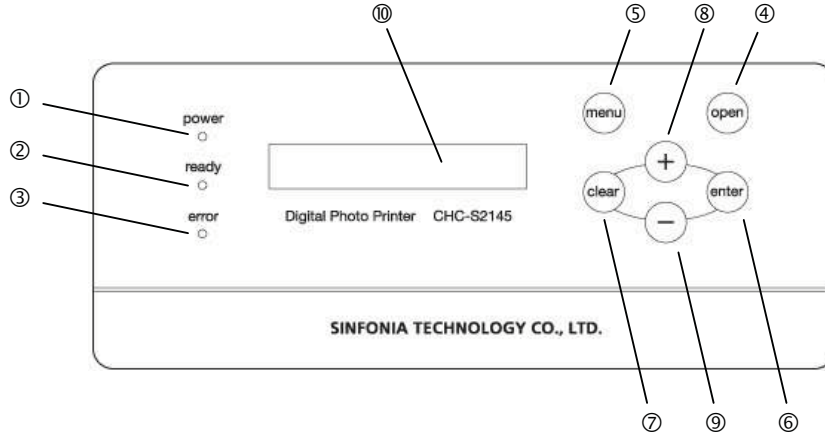 ⑩ ⑤ ⑧ ④
① power
menu
open
② ready
+
③ error
clear
enter
−
Digital Photo Printer CHC-S2145
SINFONIA TECHNOLOGY CO., LTD.
⑦ ⑨ ⑥